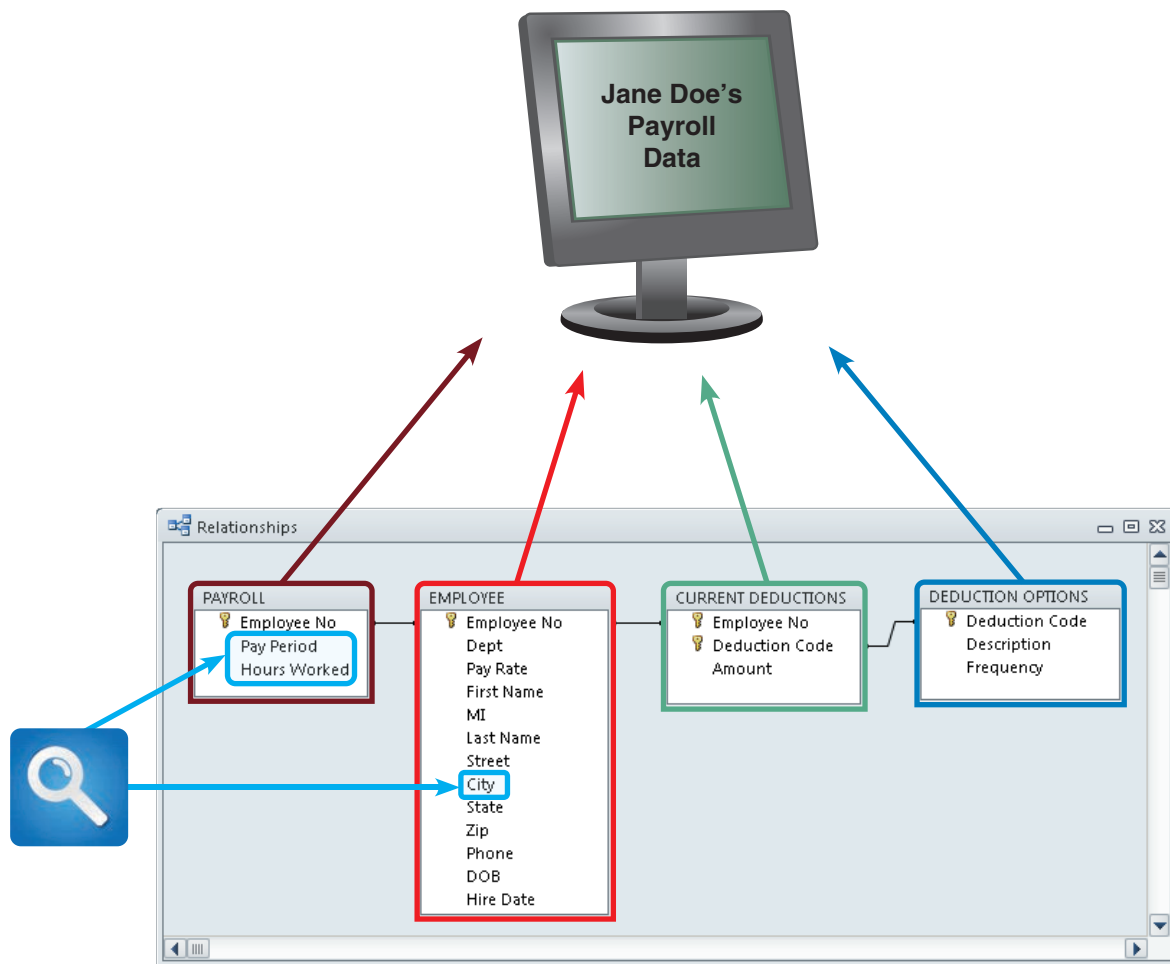 Jane Doe's
Payroll
Data
Relationships
PAYROLL
Employee No
Pay Period
Hours Worked
EMPLOYEE
Employee No
Dept
Pay Rate
First Name
MI
Last Name
Street
City
State
Zip
Phone
DOB
Hire Date
CURRENT DEDUCTIONS
Employee No
Deduction Code
Amount
DEDUCTION OPTIONS
Deduction Code
Description
Frequency